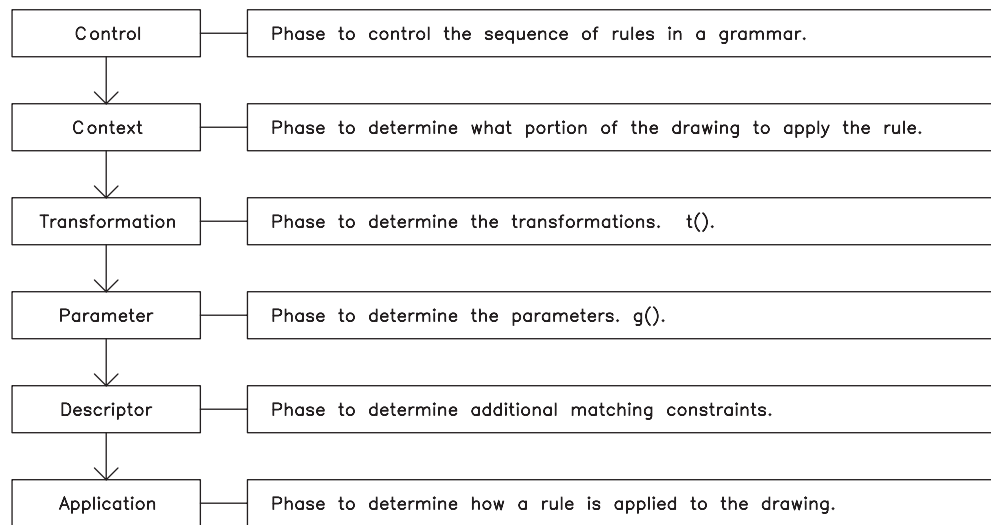 Control Phase to control the sequence of rules in a grammar.
Context Phase to determine what portion of the drawing to apply the rule.
Transformation Phase to determine the transformations. t().
Parameter Phase to determine the parameters. g().
Descriptor Phase to determine additional matching constraints.
Application Phase to determine how a rule is applied to the drawing.